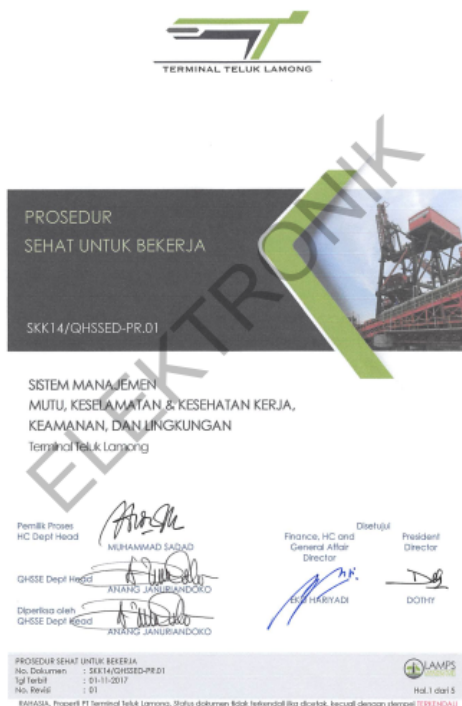 TERMINAL TELUK LAMONG
PROSEDUR
SEHAT UNTUK BEKERJA
SKK14/QHSSED-PR.01
ELEKTRONIK
SISTEM MANAJEMEN
MUTU, KESELAMATAN & KESEHATAN KERJA,
KEAMANAN, DAN LINGKUNGAN
Terminal Teluk Lamong
Pemilik Proses
HC Dept Head
MUHAMMAD SADAD
QHSSE Dept Head
ANANG JANURIANDOKO
Diperiksa oleh
QHSSE Dept Head
ANANG JANURIANDOKO
Disetujui
Finance, HC and
General Affair
Director
EKO HARIYADI
President
Director
DOTHY
PROSEDUR SEHAT UNTUK BEKERJA
No. Dokumen : SKK14/QHSSED-PR.01
Tgl Terbit : 01-11-2017
No. Revisi : 01
LAMPS
Hal.1 dari 5
RAHASIA. Properti PT Terminal Teluk Lamong. Status dokumen tidak terkendali jika dicetak, kecuali dengan stempel TERKENDALI